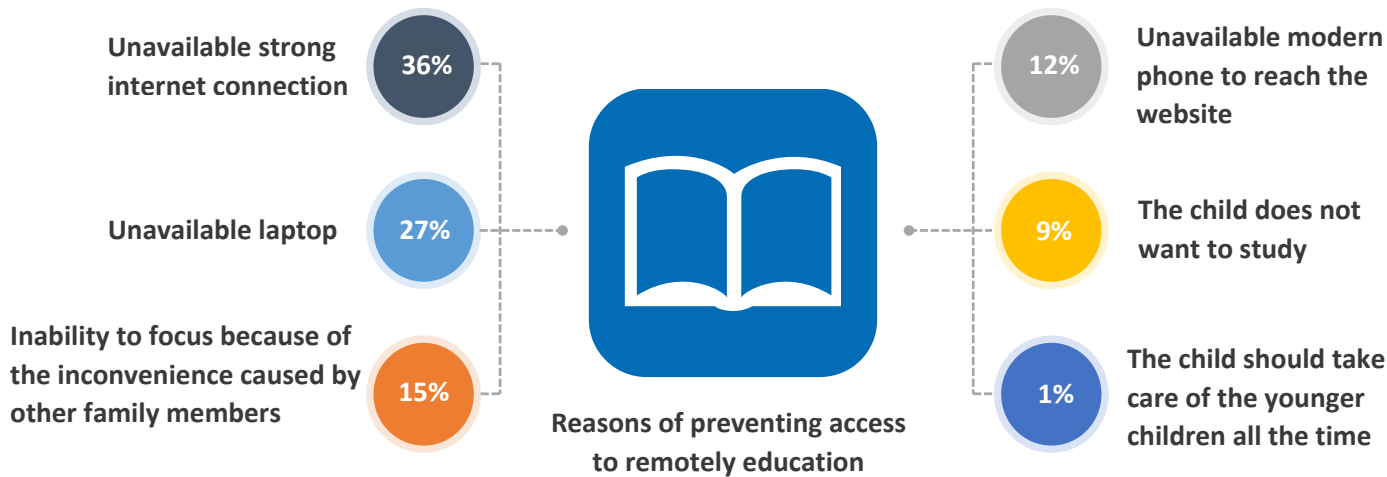 Unavailable strong
internet connection
36%
Unavailable laptop
27%
Inability to focus because of
the inconvenience caused by
other family members
15%
Reasons of preventing access
to remotely education
12%
Unavailable modern
phone to reach the
website
9%
The child does not
want to study
1%
The child should take
care of the younger
children all the time